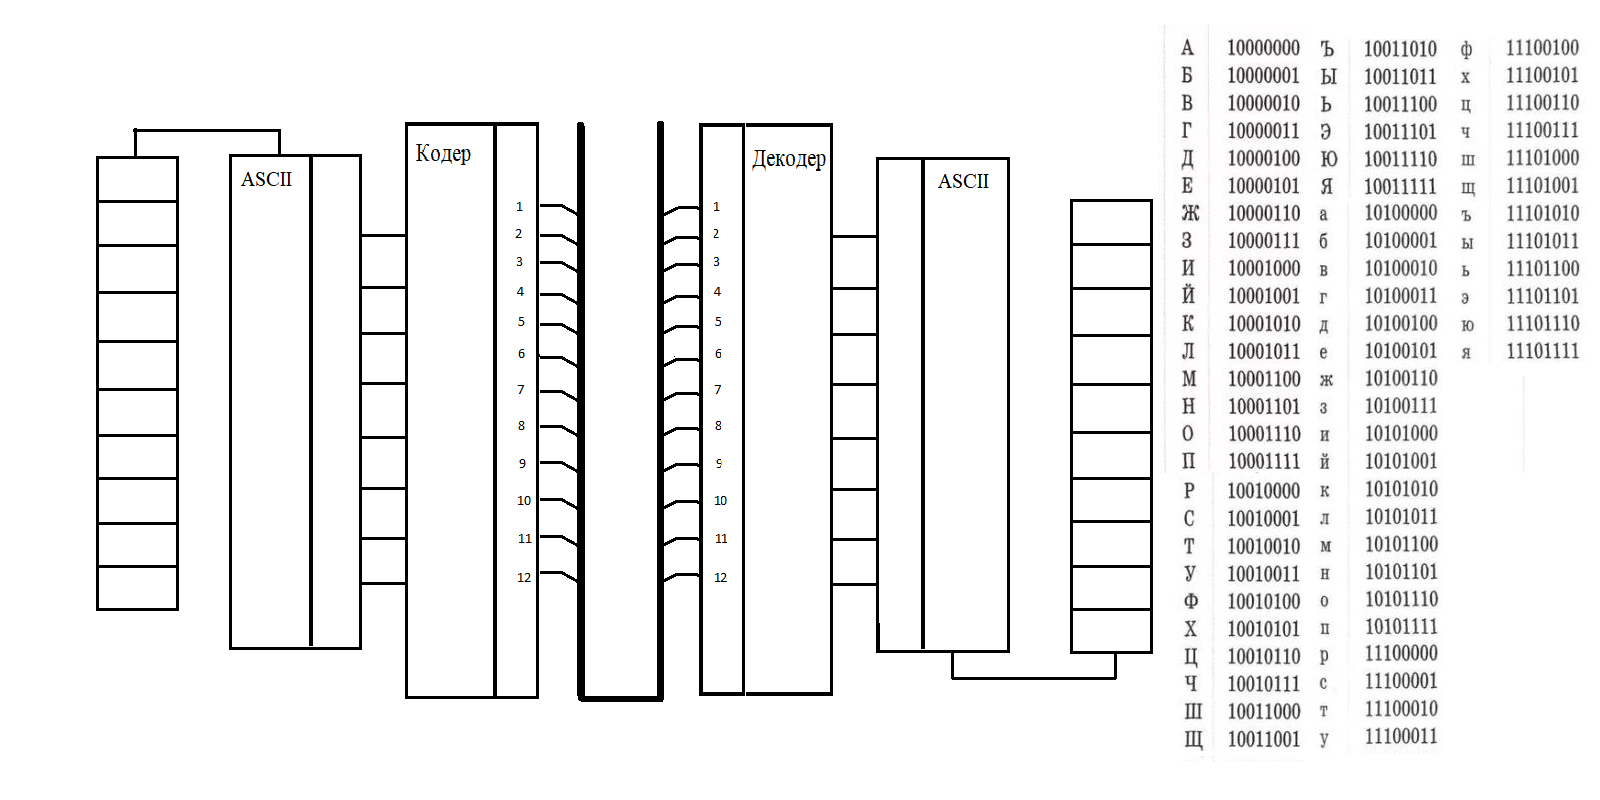 Кодер
ASCII
1
2
3
4
5
6
7
8
9
10
11
12
Декодер
1
2
3
4
5
6
7
8
9
10
11
12
ASCII
А 10000000 Ъ 10011010 ф 11100100
Б 10000001 Ы 10011011 х 11100101
В 10000010 Ь 10011100 ц 11100110
Г 10000011 Э 10011101 ч 11100111
Д 10000100 Ю 10011110 ш 11101000
Е 10000101 Я 10011111 щ 11101001
Ж 10000110 а 10100000 ъ 11101010
З 10000111 б 10100001 ы 11101011
И 10001000 в 10100010 ь 11101100
Й 10001001 г 10100011 э 11101101
К 10001010 д 10100100 ю 11101110
Л 10001011 е 10100101 я 11101111
М 10001100 ж 10100110
Н 10001101 з 10100111
О 10001110 и 10101000
П 10001111 й 10101001
Р 10010000 к 10101010
С 10010001 л 10101011
Т 10010010 м 10101100
У 10010011 н 10101101
Ф 10010100 о 10101110
Х 10010101 п 10101111
Ц 10010110 р 11100000
Ч 10010111 с 11100001
Ш 10011000 т 11100010
Щ 10011001 у 11100011